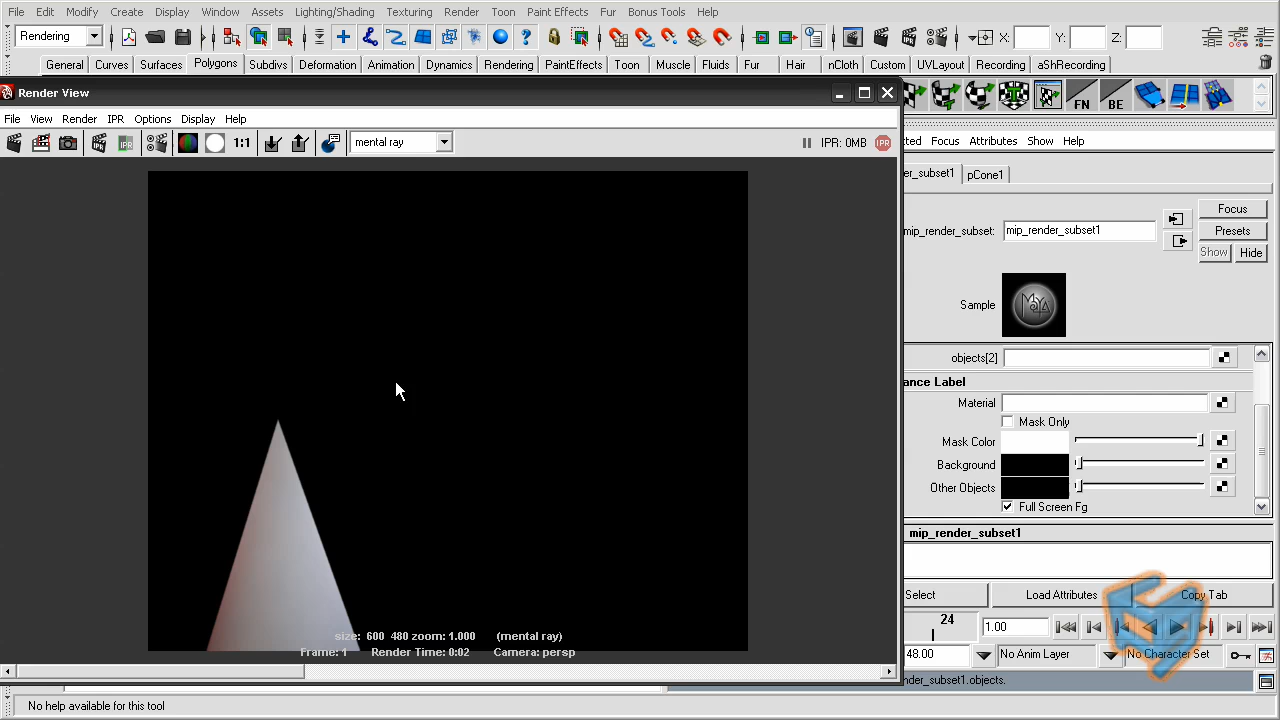 File Edit Modify Create Display Window Assets Lighting/Shading Texturing Render Toon Paint Effects Fur Bonus Tools Help
Rendering X: Y: Z:
General Curves Surfaces Polygons Subdivs Deformation Animation Dynamics Rendering PaintEffects Toon Muscle Fluids Fur Hair nCloth Custom UVLayout Recording aShRecording
Render View
FN BE
File View Render IPR Options Display Help
1:1 mental ray IPR: 0MB IPR
cted Focus Attributes Show Help
er_subset1 pCone1
Focus
mip_render_subset: mip_render_subset1 Presets
Show Hide
Sample
objects[2]
ance Label
Material
Mask Only
Mask Color
Background
Other Objects
Full Screen Fg
mip_render_subset1
Select Load Attributes Copy Tab
24 1.00
size: 600 480 zoom: 1.000 (mental ray)
Frame: 1 Render Time: 0:02 Camera: persp
48.00 No Anim Layer No Character Set
nder_subset1.objects.
No help available for this tool